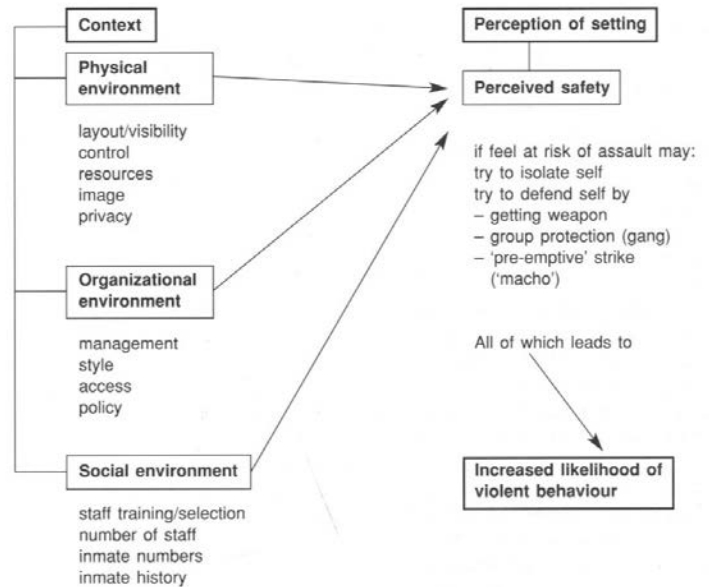 Context
Physical
environment
layout/visibility
control
resources
image
privacy
Organizational
environment
management
style
access
policy
Social environment
staff training/selection
number of staff
inmate numbers
inmate history
Perception of setting
Perceived safety
if feel at risk of assault may:
try to isolate self
try to defend self by
– getting weapon
– group protection (gang)
– ‘pre-emptive’ strike
(‘macho’)
All of which leads to
Increased likelihood of
violent behaviour